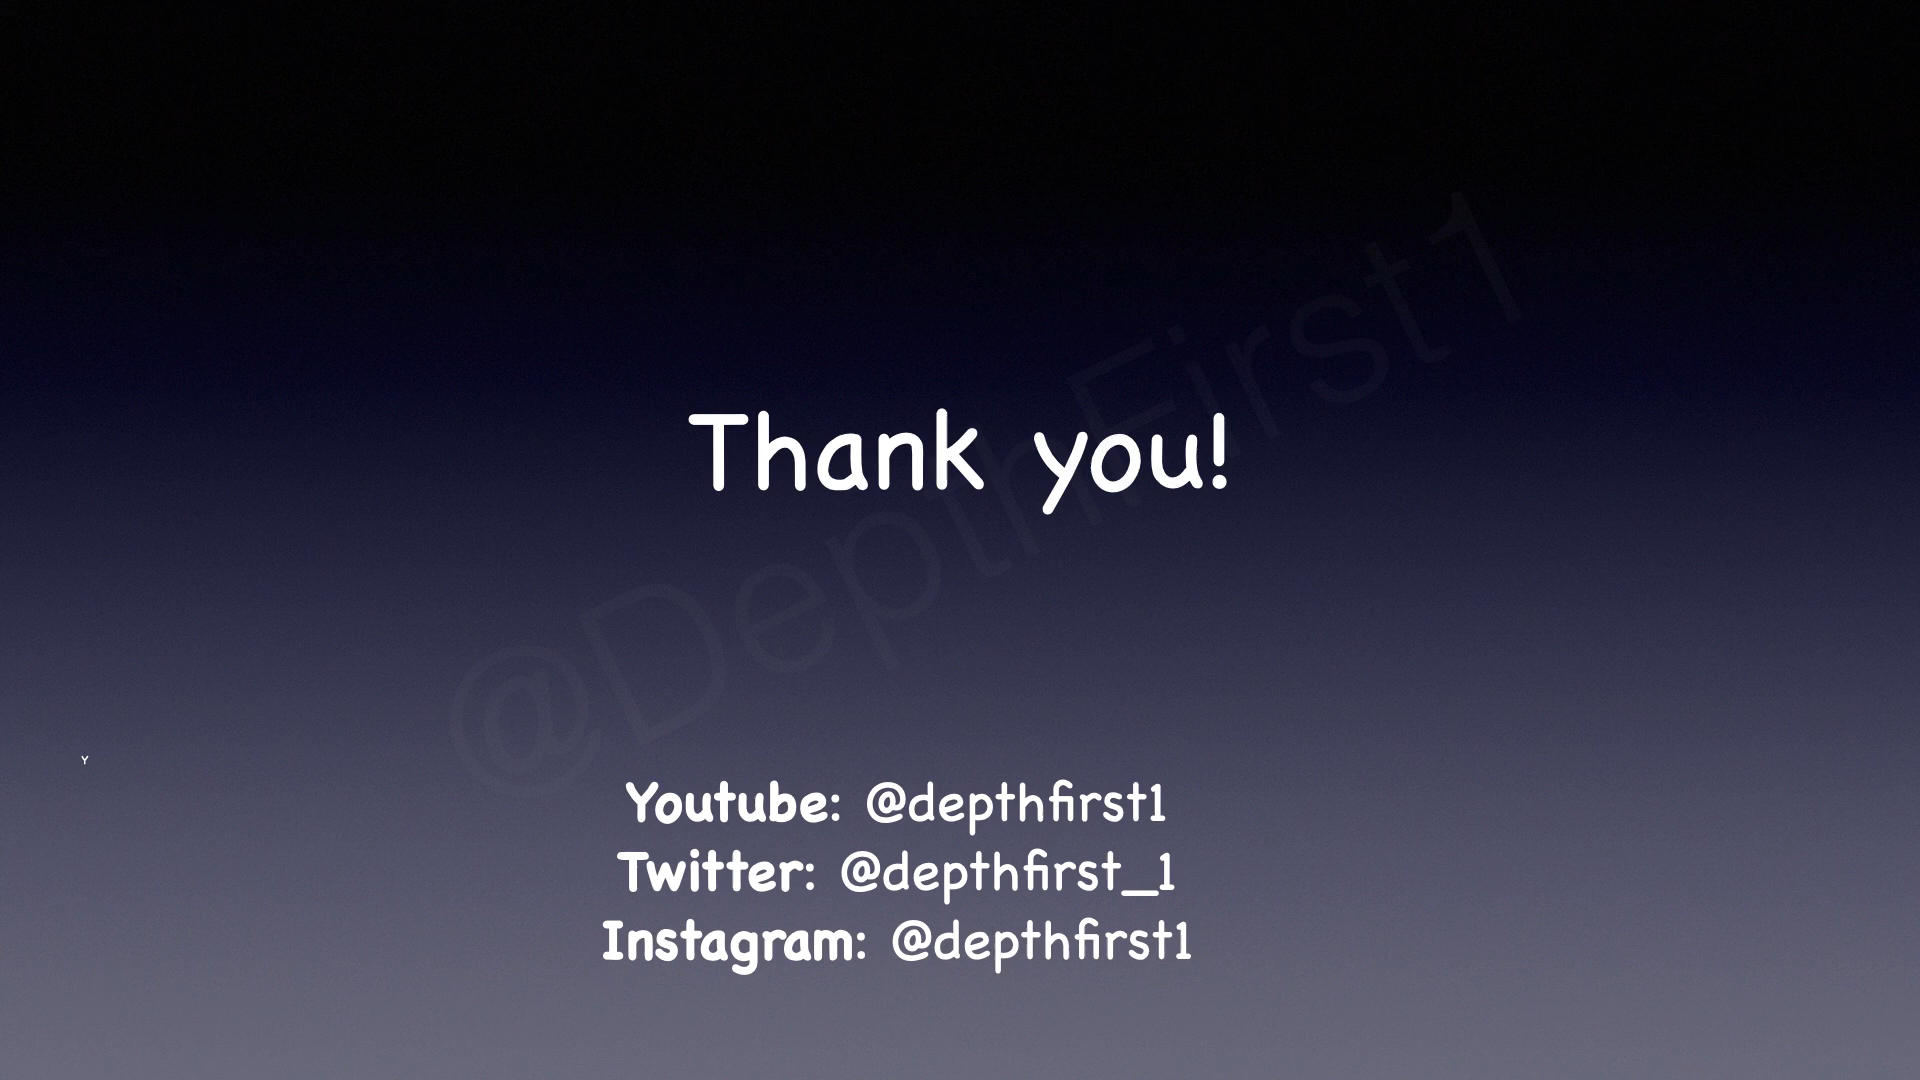 @DepthFirst1
Thank you!
Y
Youtube: @depthfirst1
Twitter: @depthfirst_1
Instagram: @depthfirst1